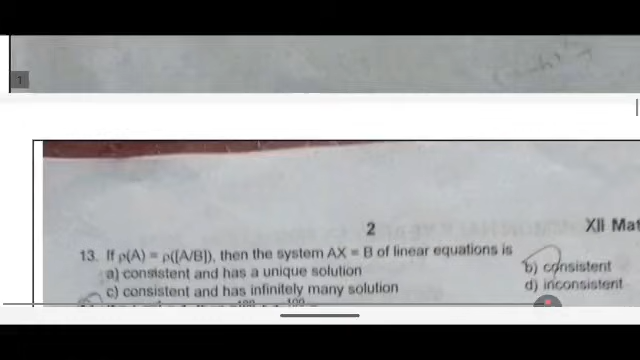 1
2
XII Mat
13. If ρ(A) = ρ([A/B]), then the system AX = B of linear equations is
a) consistent and has a unique solution
b) consistent
c) consistent and has infinitely many solution
d) inconsistent